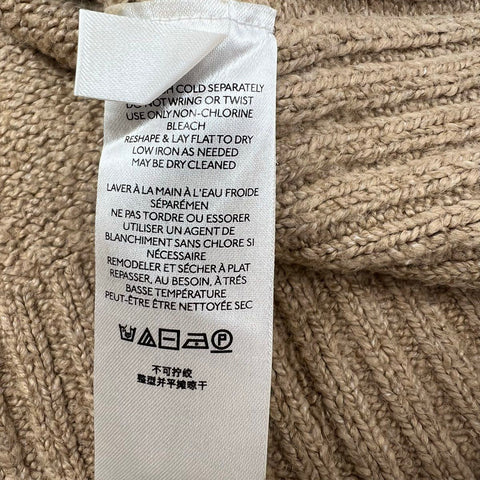 COLD SEPARATELY
DO NOT WRING OR TWIST
USE ONLY NON-CHLORINE
BLEACH
RESHAPE & LAY FLAT TO DRY
LOW IRON AS NEEDED
MAY BE DRY CLEANED
LAVER À LA MAIN À L'EAU FROIDE
SÉPARÉMEN
NE PAS TORDRE OU ESSORER
UTILISER UN AGENT DE
BLANCHIMENT SANS CHLORE SI
NÉCESSAIRE
REMODELER ET SÉCHER À PLAT
REPASSER, AU BESOIN, À TRÉS
BASSE TEMPÉRATURE
PEUT-ÊTRE ÊTRE NETTOYÉ SEC
P
不可拧绞
整型并平摊晾干